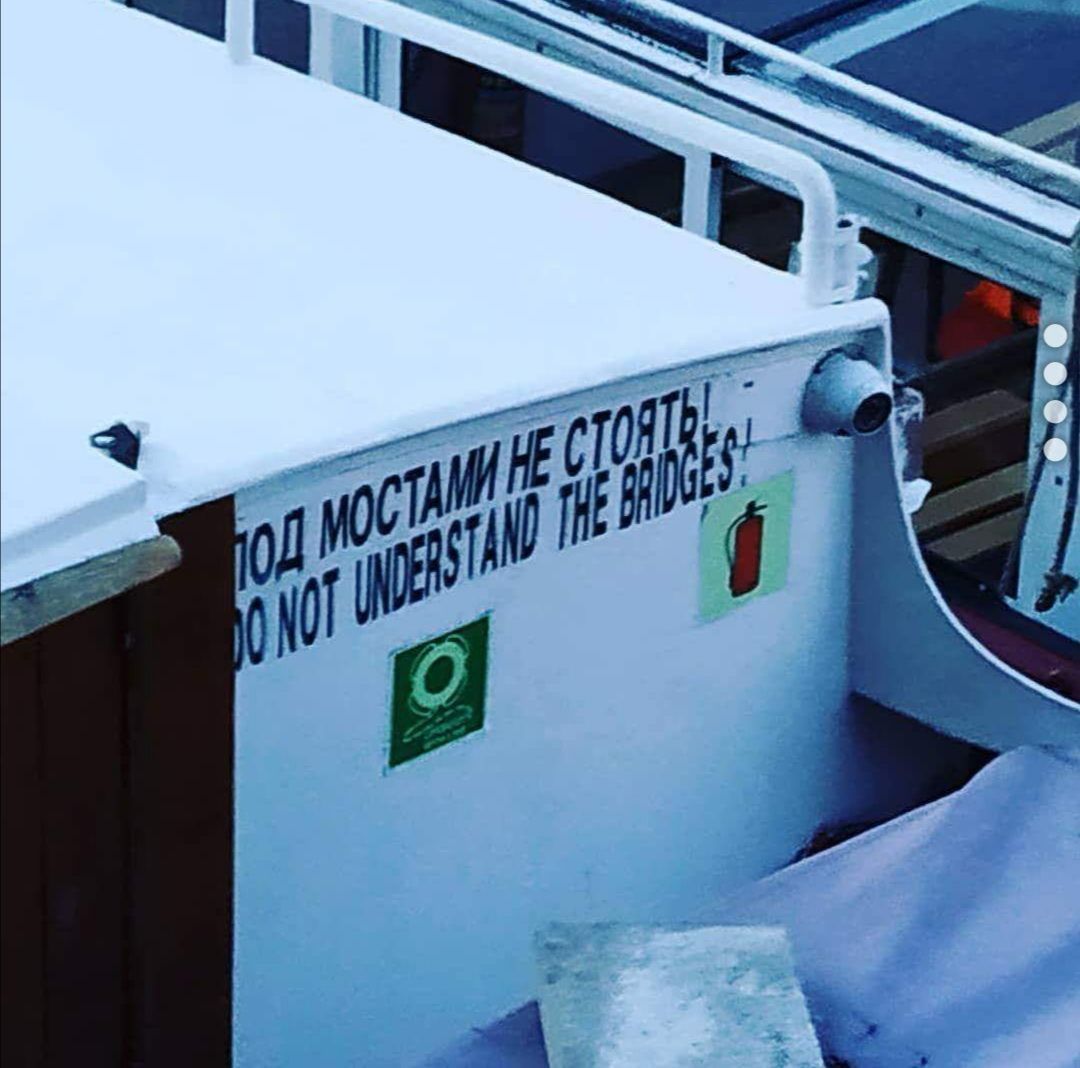 ПОД МОСТАМИ НЕ СТОЯТЬ!
DO NOT UNDERSTAND THE BRIDGES!